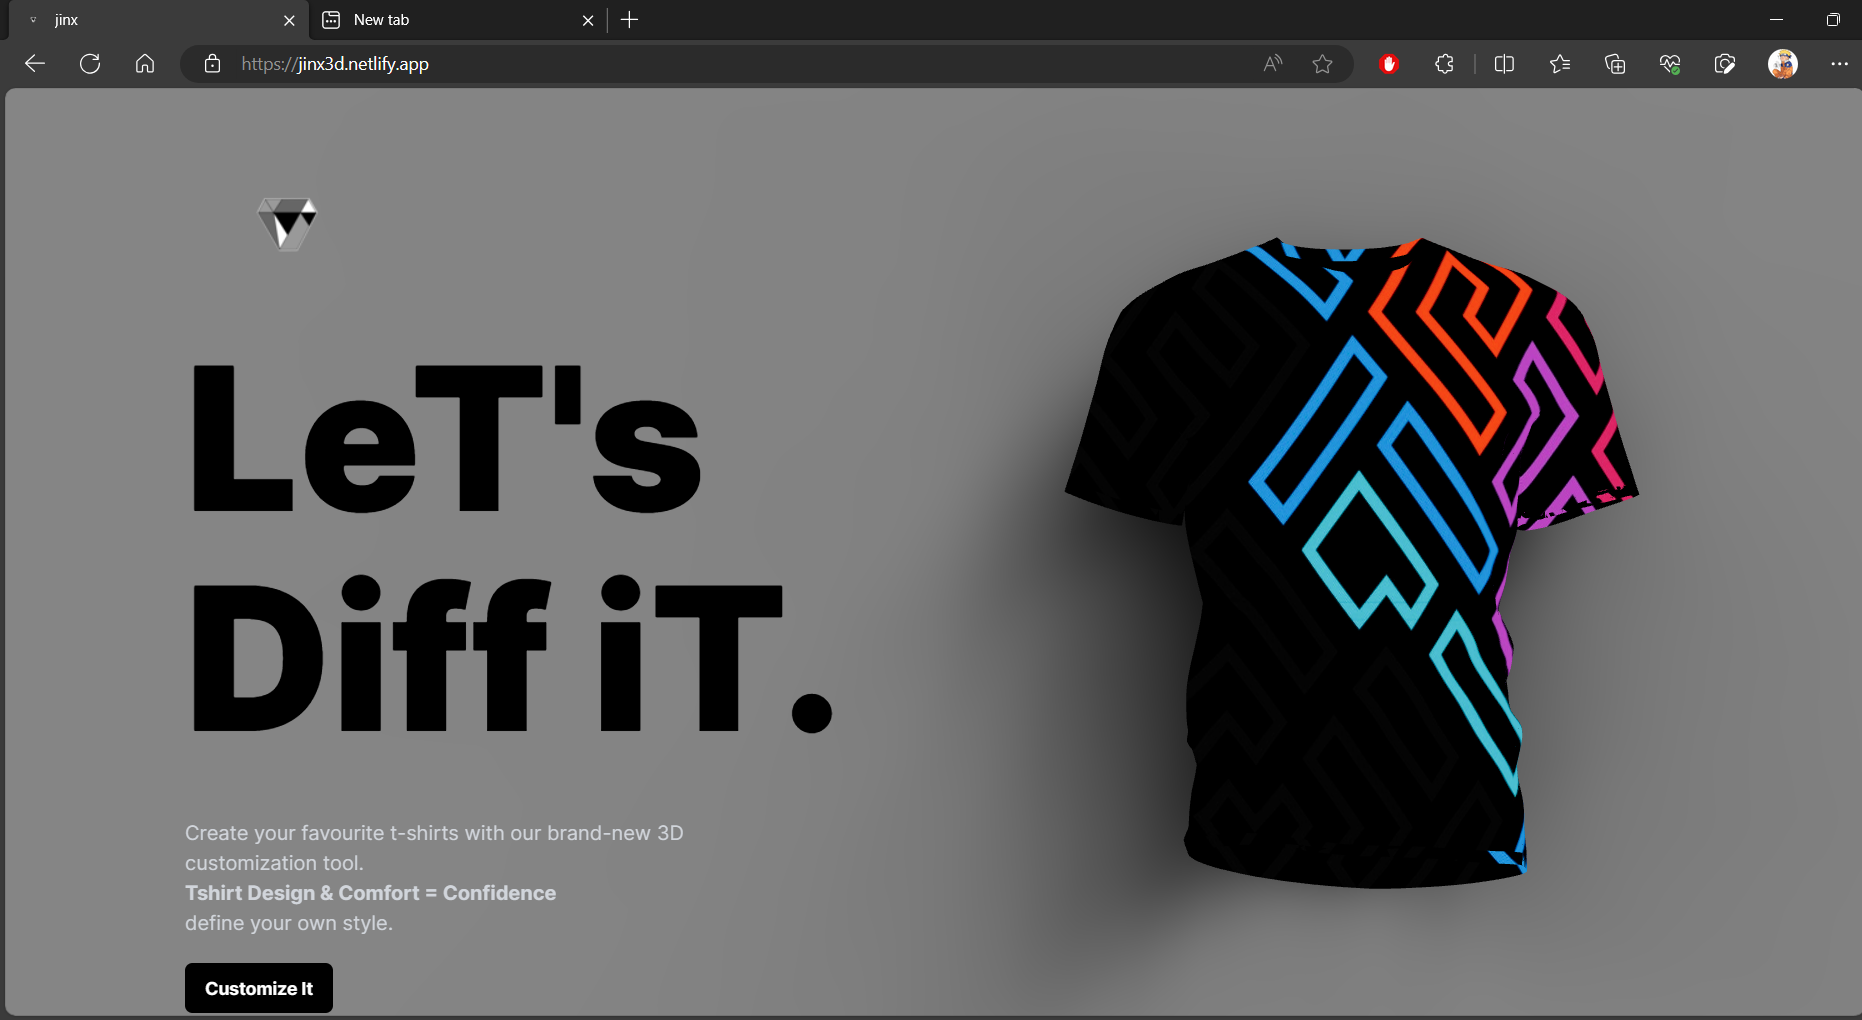 jinx
New tab
https://jinx3d.netlify.app
LeT's
Diff iT.
Create your favourite t-shirts with our brand-new 3D
customization tool.
Tshirt Design & Comfort = Confidence
define your own style.
Customize It